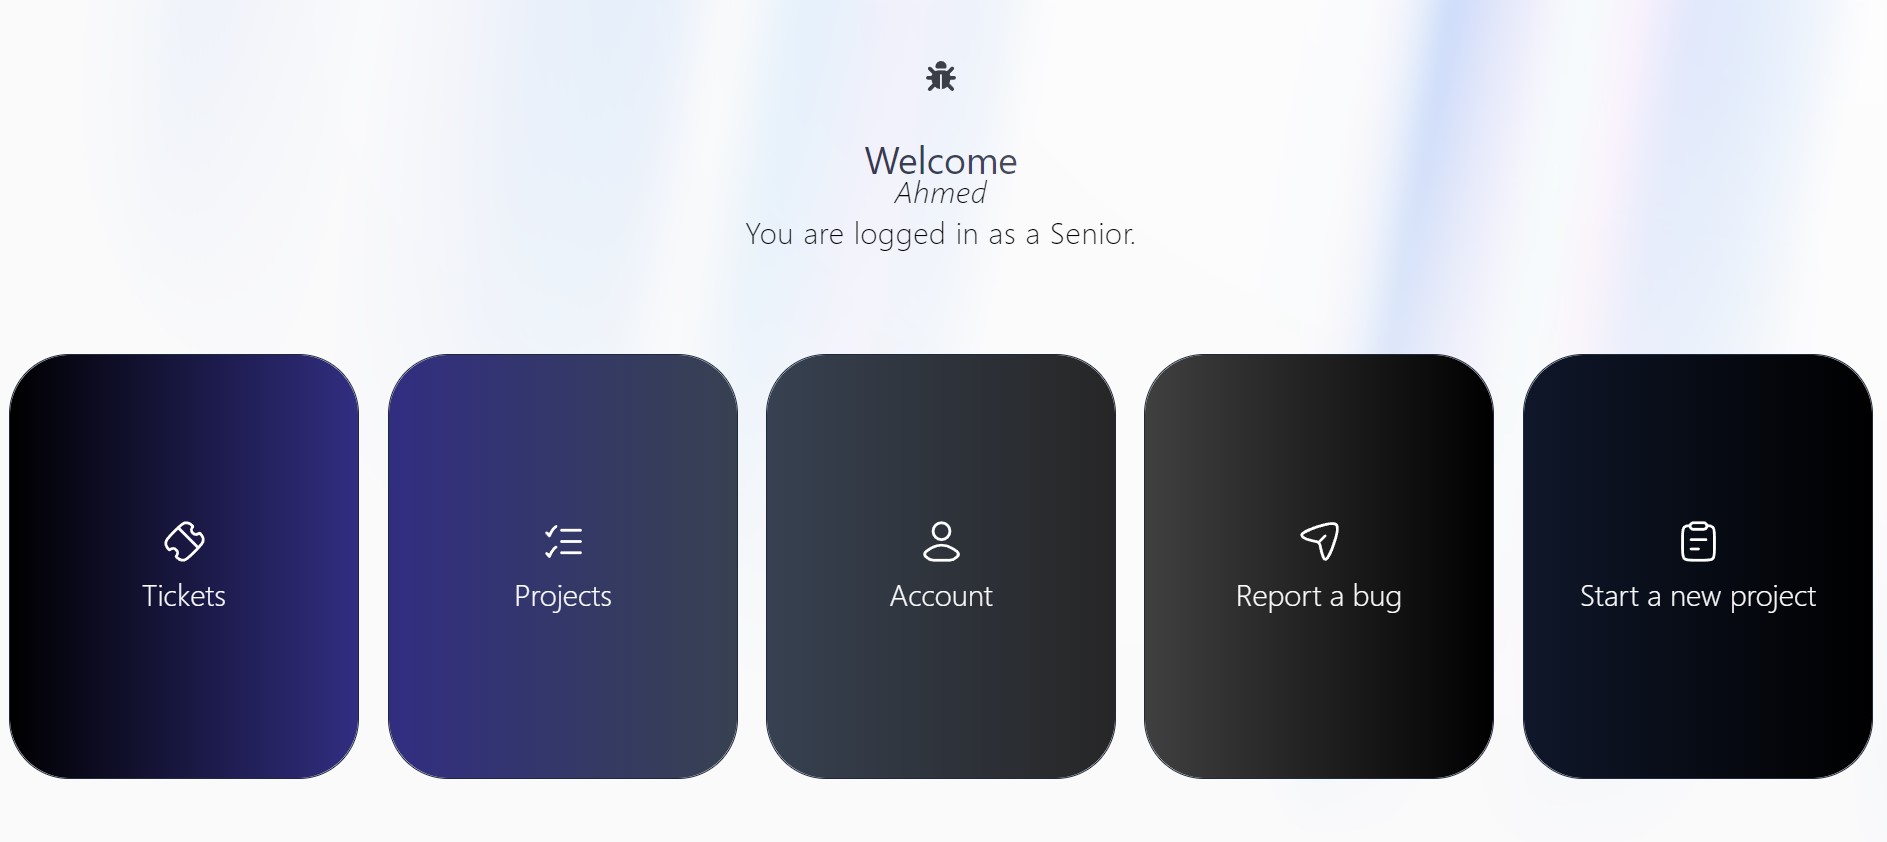 Welcome
Ahmed
You are logged in as a Senior.
Tickets
Projects
Account
Report a bug
Start a new project